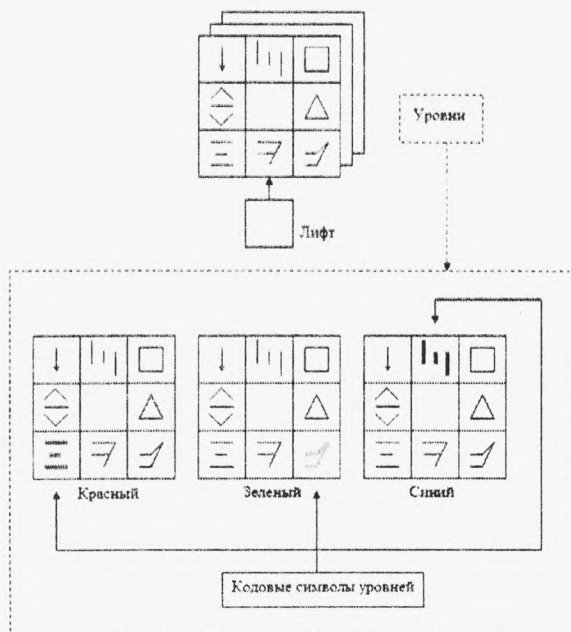 Уровни
Лифт
Красный
Зеленый
Синий
Кодовые символы уровней